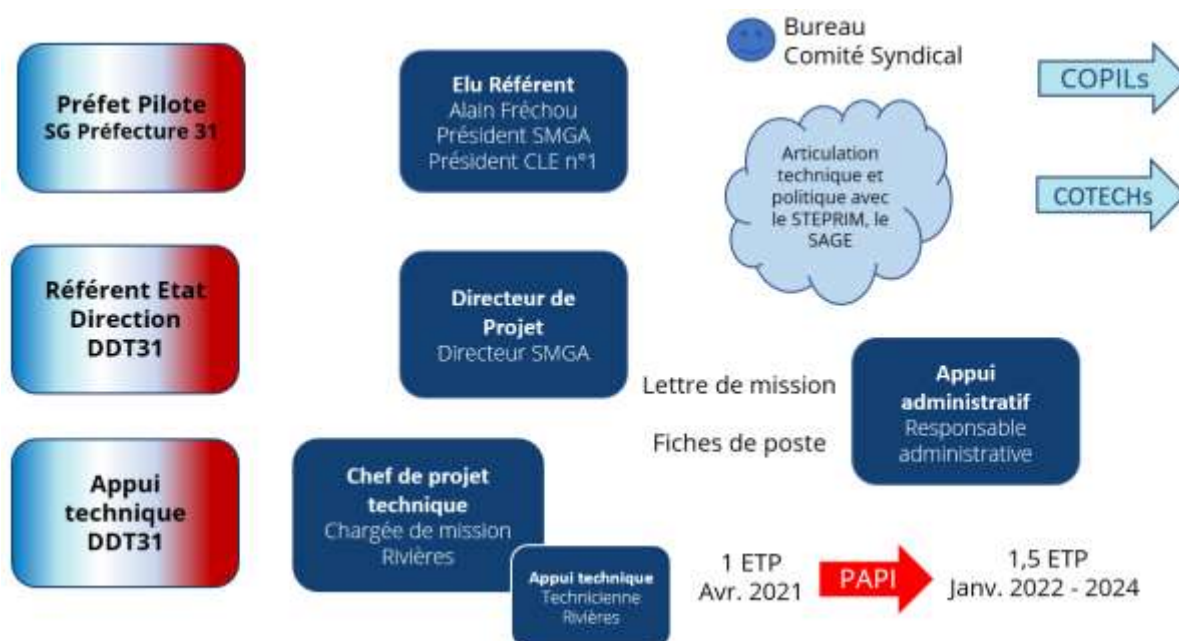 Préfet Pilote
SG Préfecture 31
Elu Référent
Alain Fréchou
Président SMGA
Président CLE n°1
Bureau
Comité Syndical
COPILs
Articulation
technique et
politique avec
le STEPRIM, le
SAGE
COTECHs
Référent Etat
Direction
DDT31
Directeur de
Projet
Directeur SMGA
Lettre de mission
Fiches de poste
Appui
administratif
Responsable
administrative
Appui
technique
DDT31
Chef de projet
technique
Chargée de mission
Rivières
Appui technique
Technicienne
Rivières
1 ETP
Avr. 2021
PAPI
1,5 ETP
Janv. 2022 - 2024